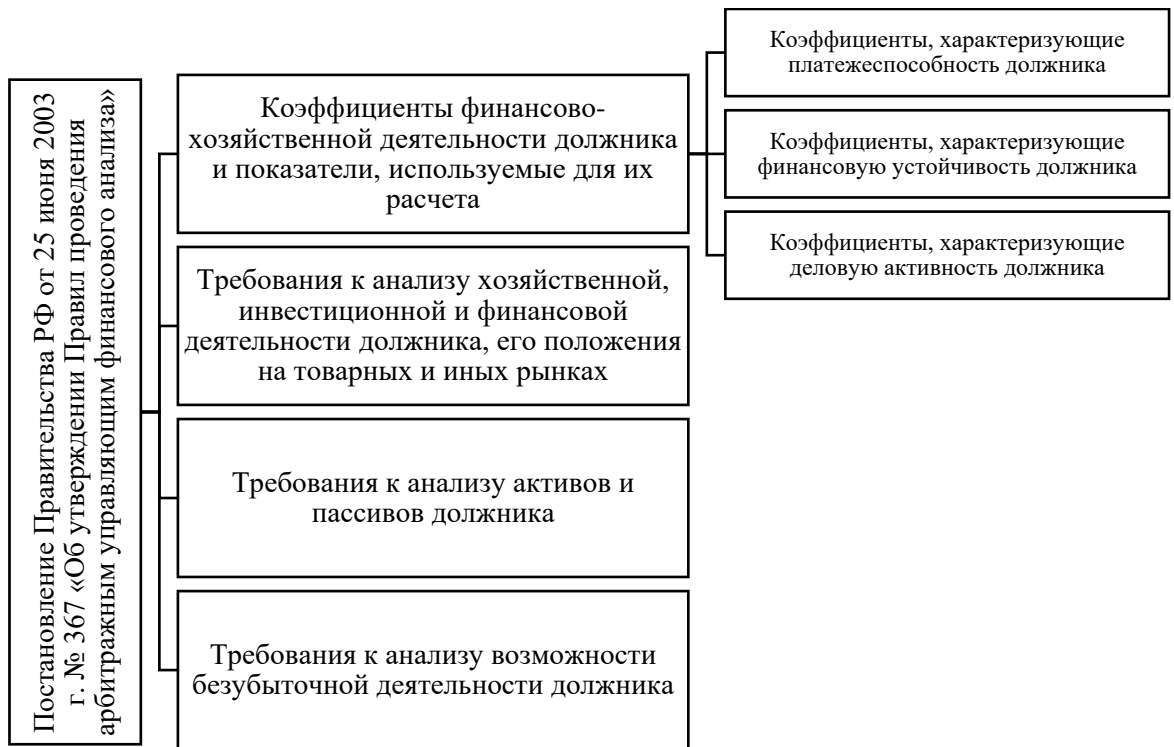 Постановление Правительства РФ от 25 июня 2003
г. № 367 «Об утверждении Правил проведения
арбитражным управляющим финансового анализа»
Коэффициенты финансово-
хозяйственной деятельности должника
и показатели, используемые для их
расчета
Коэффициенты, характеризующие
платежеспособность должника
Коэффициенты, характеризующие
финансовую устойчивость должника
Коэффициенты, характеризующие
деловую активность должника
Требования к анализу хозяйственной,
инвестиционной и финансовой
деятельности должника, его положения
на товарных и иных рынках
Требования к анализу активов и
пассивов должника
Требования к анализу возможности
безубыточной деятельности должника